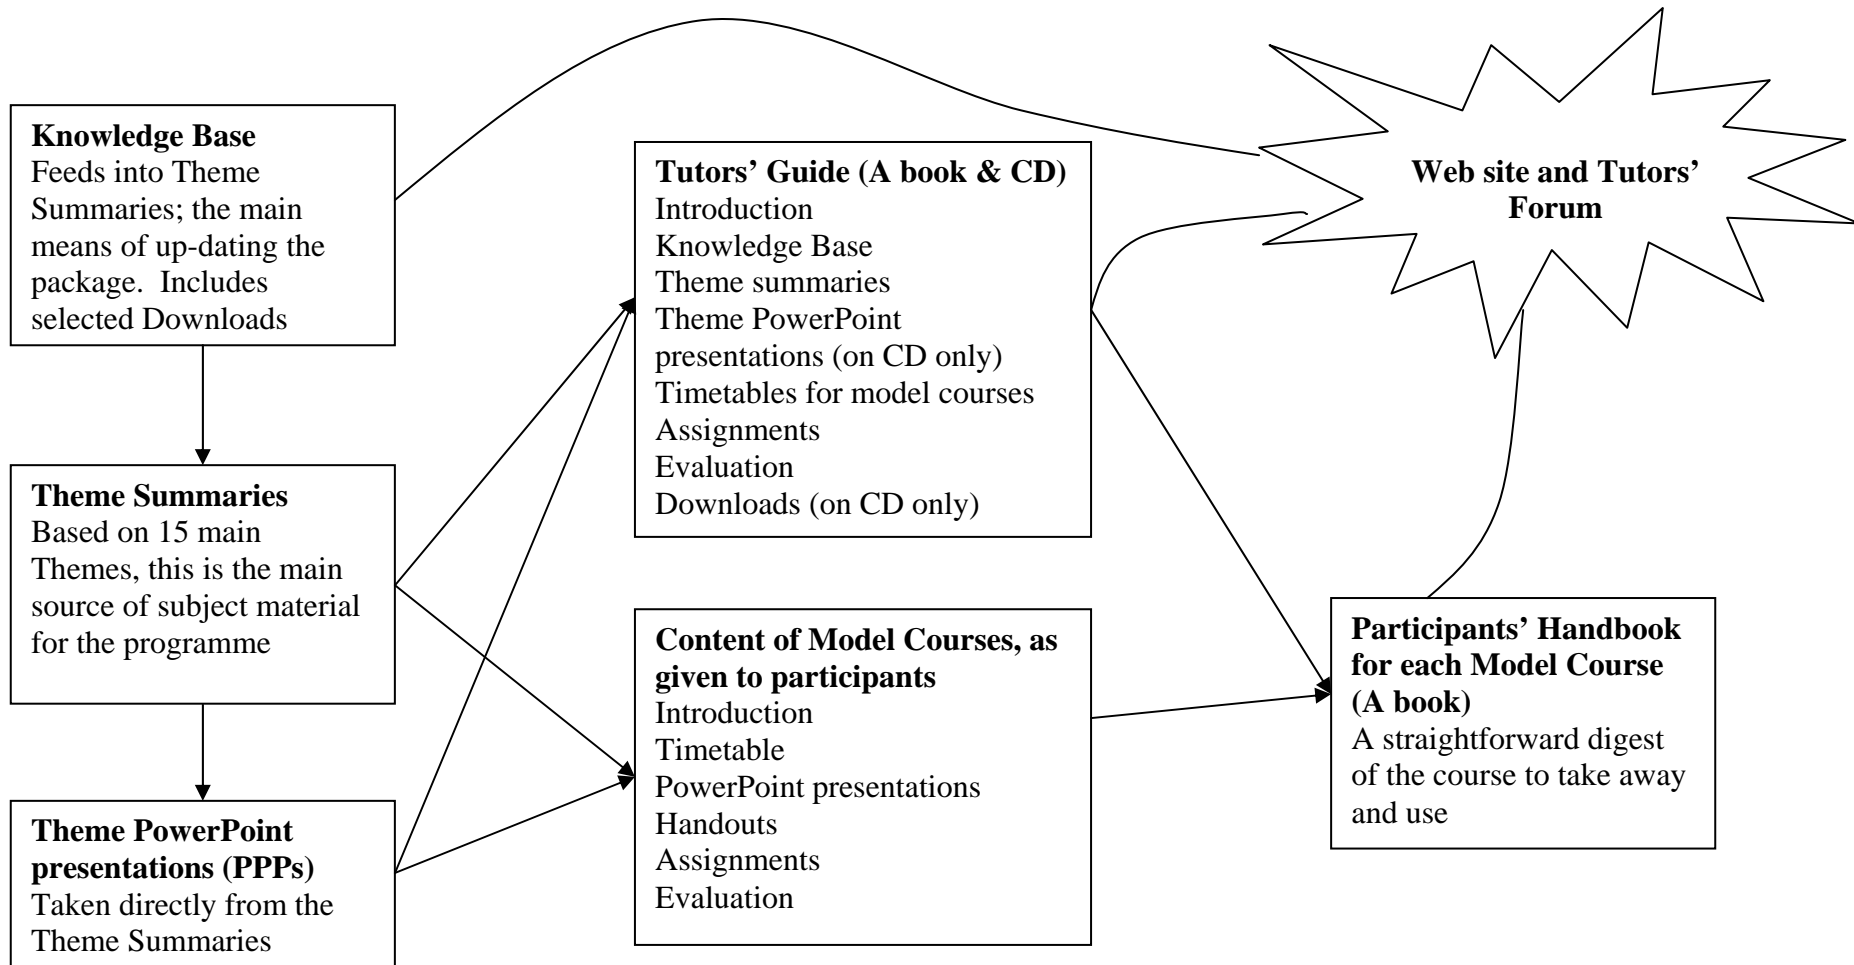 Knowledge Base
Feeds into Theme
Summaries; the main
means of up-dating the
package.  Includes
selected Downloads
Theme Summaries
Based on 15 main
Themes, this is the main
source of subject material
for the programme
Theme PowerPoint
presentations (PPPs)
Taken directly from the
Theme Summaries
Tutors’ Guide (A book & CD)
Introduction
Knowledge Base
Theme summaries
Theme PowerPoint
presentations (on CD only)
Timetables for model courses
Assignments
Evaluation
Downloads (on CD only)
Content of Model Courses, as
given to participants
Introduction
Timetable
PowerPoint presentations
Handouts
Assignments
Evaluation
Web site and Tutors’
Forum
Participants’ Handbook
for each Model Course
(A book)
A straightforward digest
of the course to take away
and use